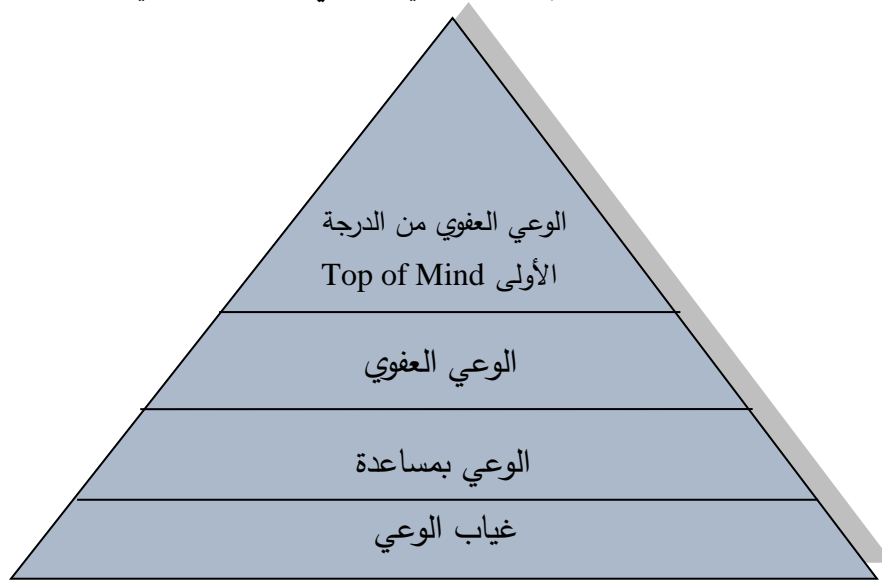 الوعي العفوي من الدرجة
الأولى Top of Mind
الوعي العفوي
الوعي بمساعدة
غياب الوعي